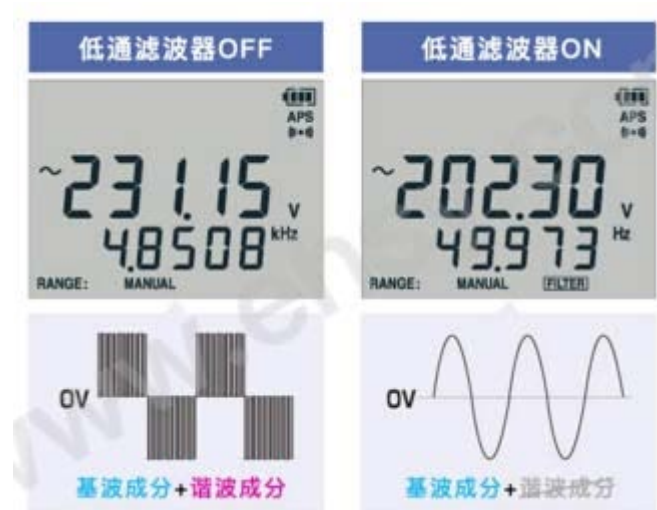 低通滤波器OFF
APS
~231.15 V
4.8508 kHz
RANGE: MANUAL
0V
基波成分+谐波成分
低通滤波器ON
APS
~202.30 V
49.973 Hz
RANGE: MANUAL FILTER
0V
基波成分+谐波成分